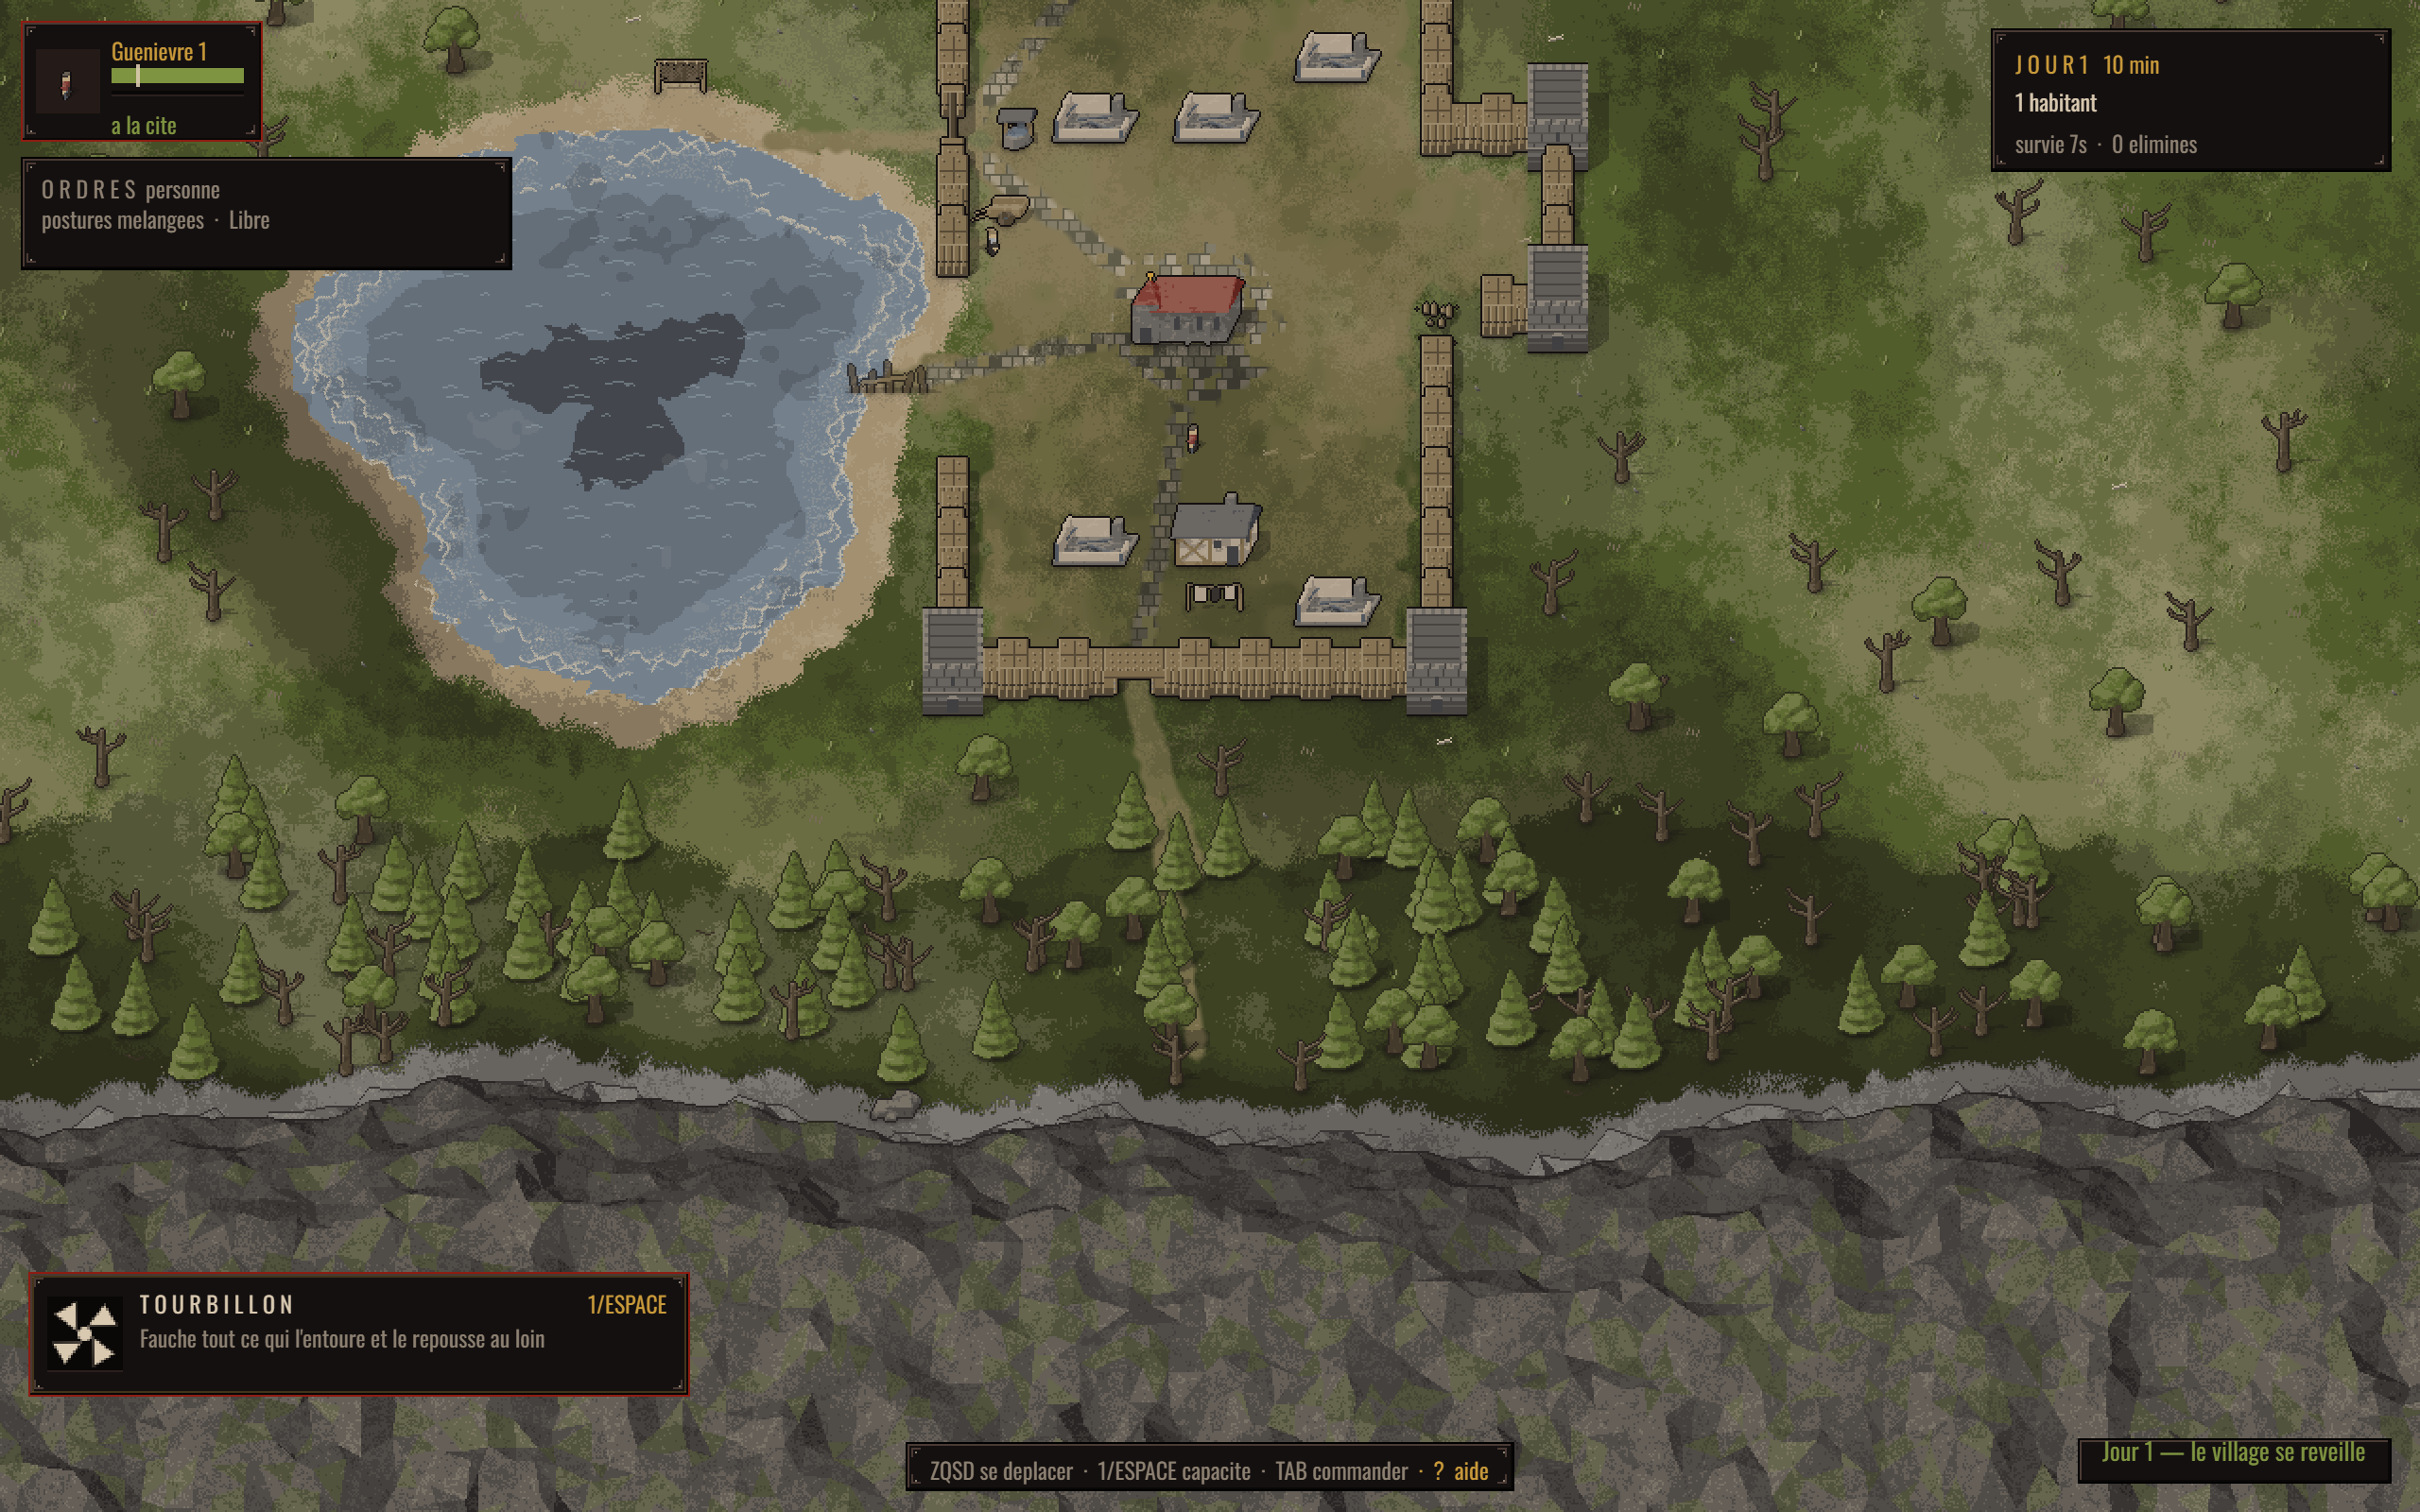 Guenievre 1
a la cite
ORDRES personne
postures melangees · Libre
JOUR 1 10 min
1 habitant
survie 7s · 0 elimines
TOURBILLON 1/ESPACE
Fauche tout ce qui l'entoure et le repousse au loin
ZQSD se deplacer · 1/ESPACE capacite · TAB commander · ? aide
Jour 1 — le village se reveille